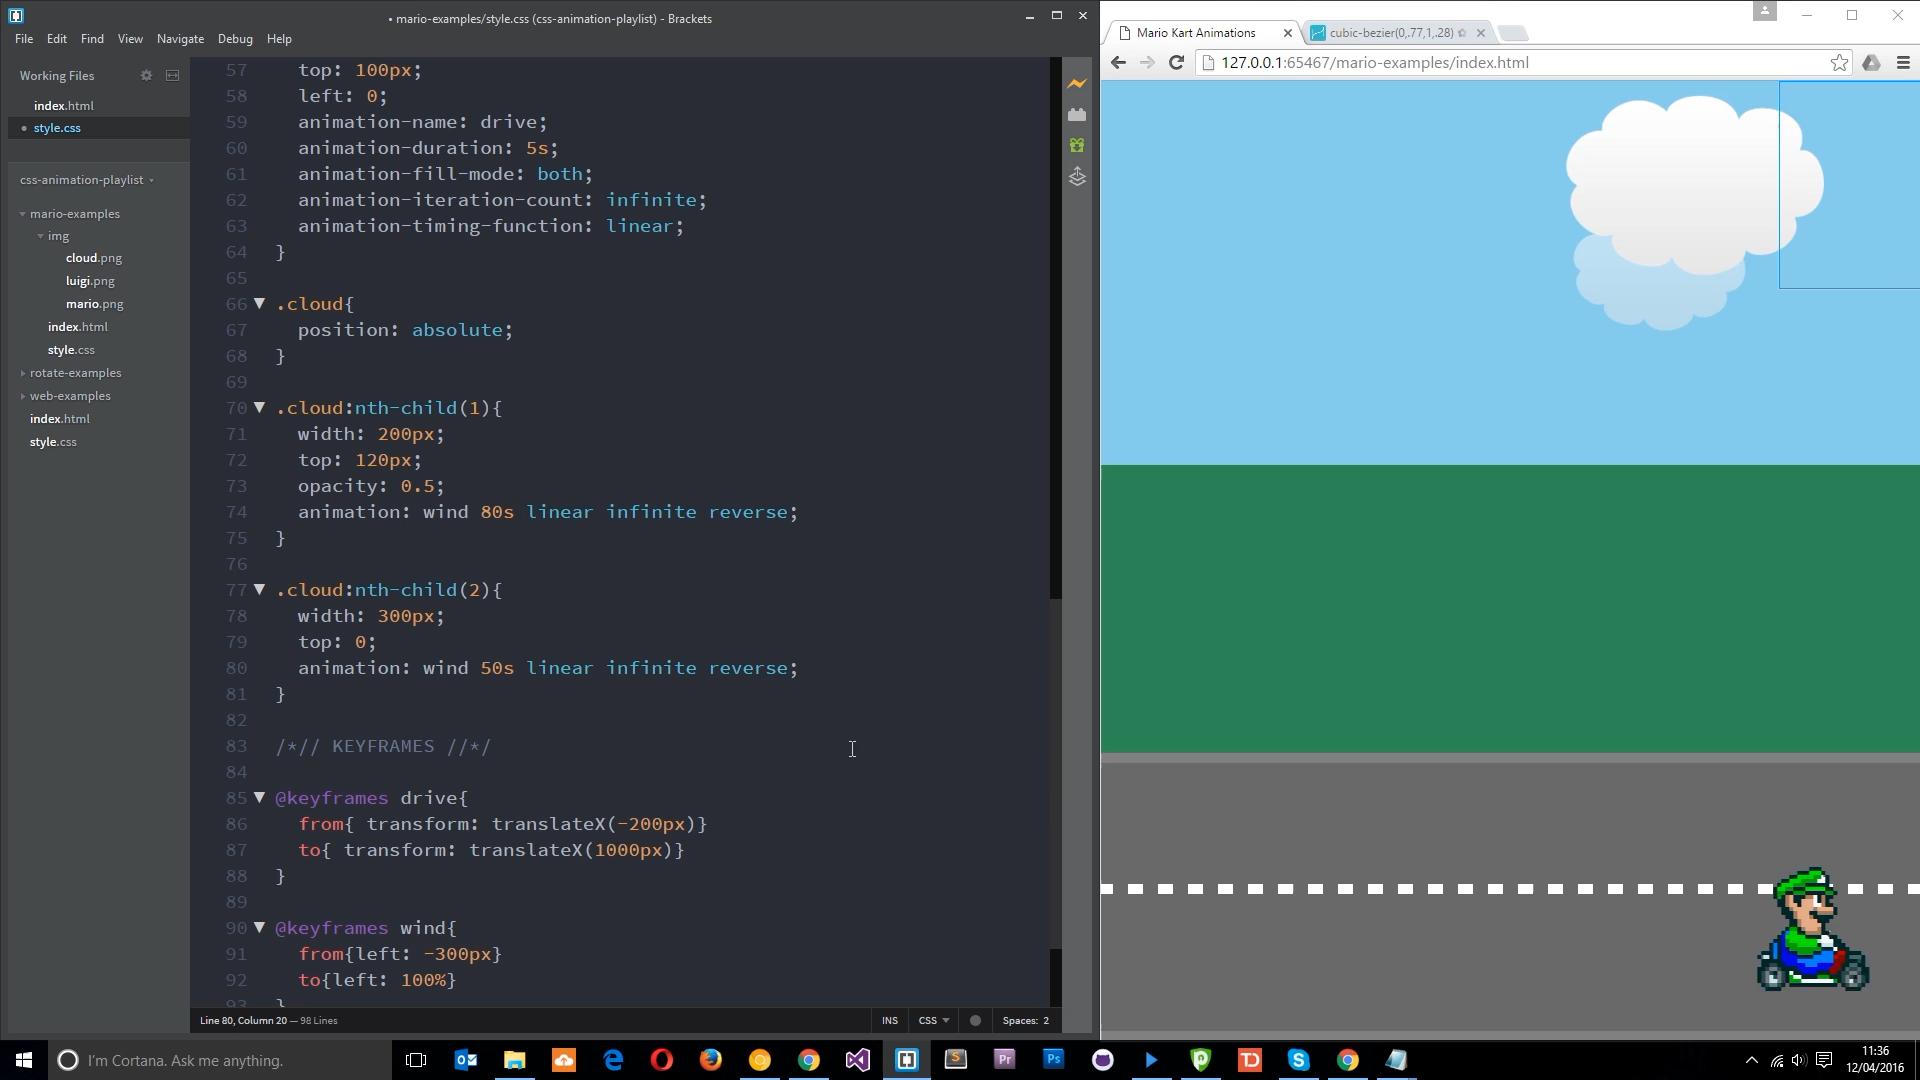 • mario-examples/style.css (css-animation-playlist) - Brackets
File Edit Find View Navigate Debug Help
Working Files
index.html
• style.css
css-animation-playlist
mario-examples
img
cloud.png
luigi.png
mario.png
index.html
style.css
rotate-examples
web-examples
index.html
style.css
57 top: 100px;
58 left: 0;
59 animation-name: drive;
60 animation-duration: 5s;
61 animation-fill-mode: both;
62 animation-iteration-count: infinite;
63 animation-timing-function: linear;
64 }
65
66 .cloud{
67 position: absolute;
68 }
69
70 .cloud:nth-child(1){
71 width: 200px;
72 top: 120px;
73 opacity: 0.5;
74 animation: wind 80s linear infinite reverse;
75 }
76
77 .cloud:nth-child(2){
78 width: 300px;
79 top: 0;
80 animation: wind 50s linear infinite reverse;
81 }
82
83 /*// KEYFRAMES //*/
84
85 @keyframes drive{
86 from{ transform: translateX(-200px)}
87 to{ transform: translateX(1000px)}
88 }
89
90 @keyframes wind{
91 from{left: -300px}
92 to{left: 100%}
93 }
Line 80, Column 20 — 98 Lines
INS CSS Spaces: 2
Mario Kart Animations
cubic-bezier(0,.77,1,.28)
127.0.0.1:65467/mario-examples/index.html
I'm Cortana. Ask me anything.
11:36
12/04/2016